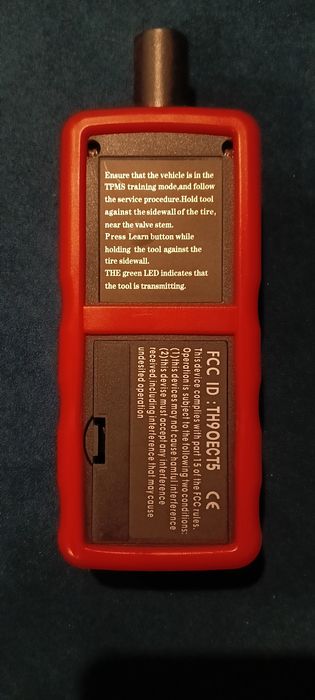 Ensure that the vehicle is in the
TPMS training mode,and follow
the service procedure.Hold tool
against the sidewall of the tire,
near the valve stem.
Press Learn button while
holding the tool against the
tire sidewall.
THE green LED indicates that
the tool is transmitting.
FCC ID :TH9OECT5 CE
This device complies with part 15 of the FCC rules.
Operation is subject to the following two conditions:
(1)this devices may not cause hamful interference
(2)this devise must accept any interference
received,including interference that may cause
undesiled operation